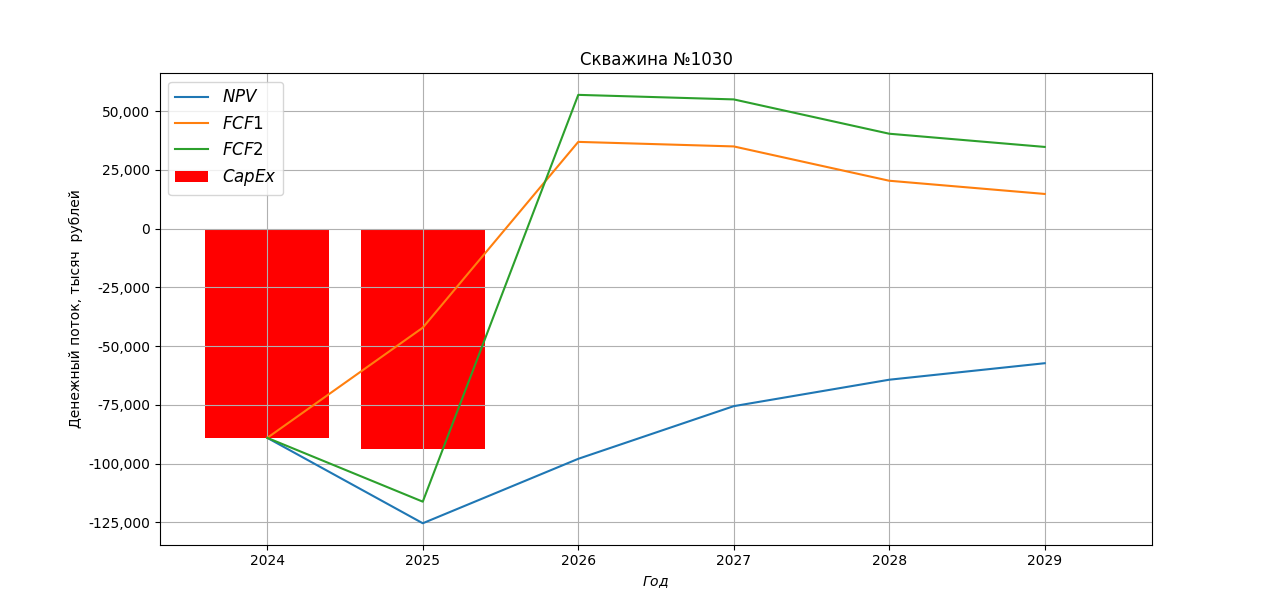 Скважина №1030
NPV
FCF1
FCF2
CapEx
Денежный поток, тысяч  рублей
50,000
25,000
0
-25,000
-50,000
-75,000
-100,000
-125,000
2024 2025 2026 2027 2028 2029
Год